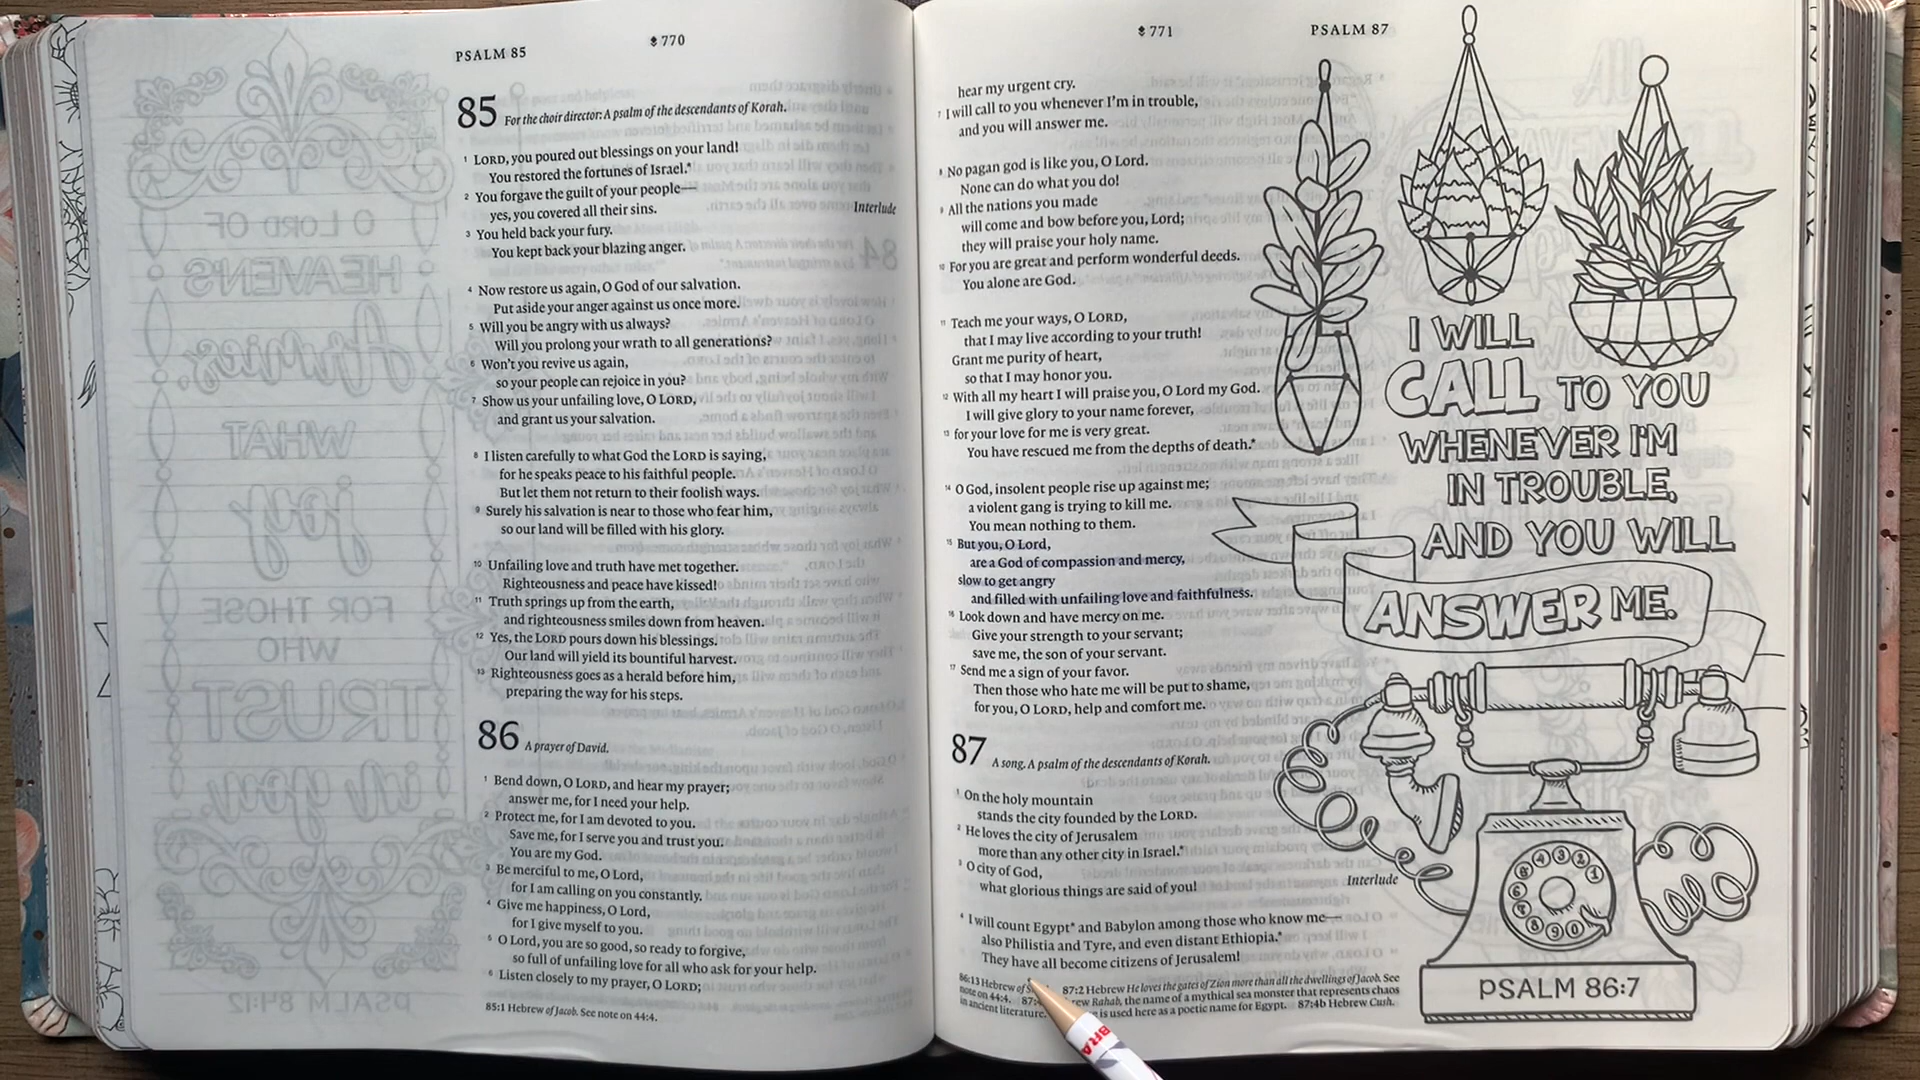 PSALM 85
770
85 For the choir director: A psalm of the descendants of Korah.
1 LORD, you poured out blessings on your land!
You restored the fortunes of Israel.*
2 You forgave the guilt of your people—
yes, you covered all their sins.
Interlude
3 You held back your fury.
You kept back your blazing anger.
4 Now restore us again, O God of our salvation.
Put aside your anger against us once more.
5 Will you be angry with us always?
Will you prolong your wrath to all generations?
6 Won't you revive us again,
so your people can rejoice in you?
7 Show us your unfailing love, O LORD,
and grant us your salvation.
8 I listen carefully to what God the LORD is saying,
for he speaks peace to his faithful people.
But let them not return to their foolish ways.
9 Surely his salvation is near to those who fear him,
so our land will be filled with his glory.
10 Unfailing love and truth have met together.
Righteousness and peace have kissed!
11 Truth springs up from the earth,
and righteousness smiles down from heaven.
12 Yes, the LORD pours down his blessings.
Our land will yield its bountiful harvest.
13 Righteousness goes as a herald before him,
preparing the way for his steps.
86 A prayer of David.
1 Bend down, O LORD, and hear my prayer;
answer me, for I need your help.
2 Protect me, for I am devoted to you.
Save me, for I serve you and trust you.
You are my God.
3 Be merciful to me, O Lord,
for I am calling on you constantly.
4 Give me happiness, O Lord,
for I give myself to you.
5 O Lord, you are so good, so ready to forgive,
so full of unfailing love for all who ask for your help.
6 Listen closely to my prayer, O LORD;
85:1 Hebrew of Jacob. See note on 44:4.
771
PSALM 87
hear my urgent cry.
7 I will call to you whenever I'm in trouble,
and you will answer me.
8 No pagan god is like you, O Lord.
None can do what you do!
9 All the nations you made
will come and bow before you, Lord;
they will praise your holy name.
10 For you are great and perform wonderful deeds.
You alone are God.
11 Teach me your ways, O LORD,
that I may live according to your truth!
Grant me purity of heart,
so that I may honor you.
12 With all my heart I will praise you, O Lord my God.
I will give glory to your name forever,
13 for your love for me is very great.
You have rescued me from the depths of death.*
14 O God, insolent people rise up against me;
a violent gang is trying to kill me.
You mean nothing to them.
15 But you, O Lord,
are a God of compassion and mercy,
slow to get angry
and filled with unfailing love and faithfulness.
16 Look down and have mercy on me.
Give your strength to your servant;
save me, the son of your servant.
17 Send me a sign of your favor.
Then those who hate me will be put to shame,
for you, O LORD, help and comfort me.
87 A song. A psalm of the descendants of Korah.
1 On the holy mountain
stands the city founded by the LORD.
2 He loves the city of Jerusalem
more than any other city in Israel.*
3 O city of God,
what glorious things are said of you!
Interlude
4 I will count Egypt* and Babylon among those who know me—
also Philistia and Tyre, and even distant Ethiopia.*
They have all become citizens of Jerusalem!
86:13 Hebrew of 87:2 Hebrew He loves the gates of Zion more than all the dwellings of Jacob. See
note on 44:4. Rahab, the name of a mythical sea monster that represents chaos
in ancient literature. is used here as a poetic name for Egypt. 87:4b Hebrew Cush.
I WILL
CALL TO YOU
WHENEVER I'M
IN TROUBLE,
AND YOU WILL
ANSWER ME.
PSALM 86:7